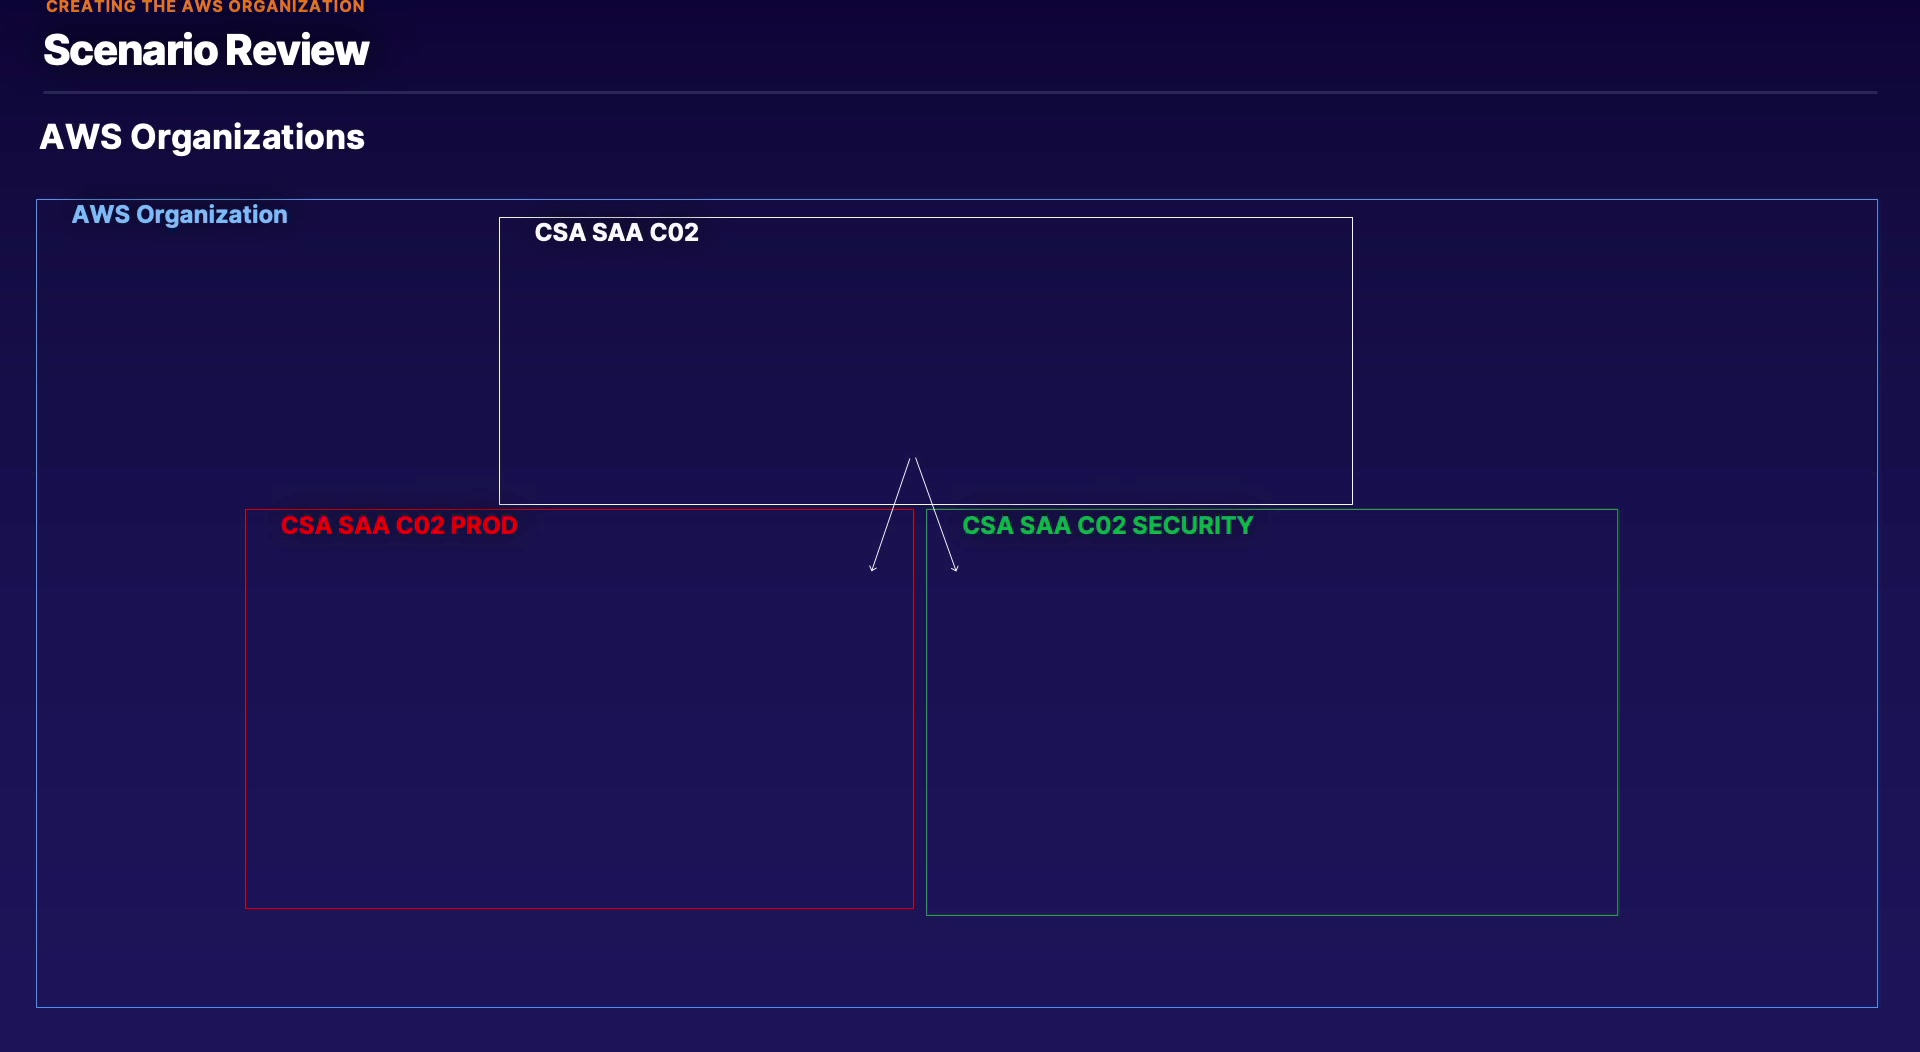 CREATING THE AWS ORGANIZATION
Scenario Review
AWS Organizations
AWS Organization
CSA SAA C02
CSA SAA C02 PROD
CSA SAA C02 SECURITY